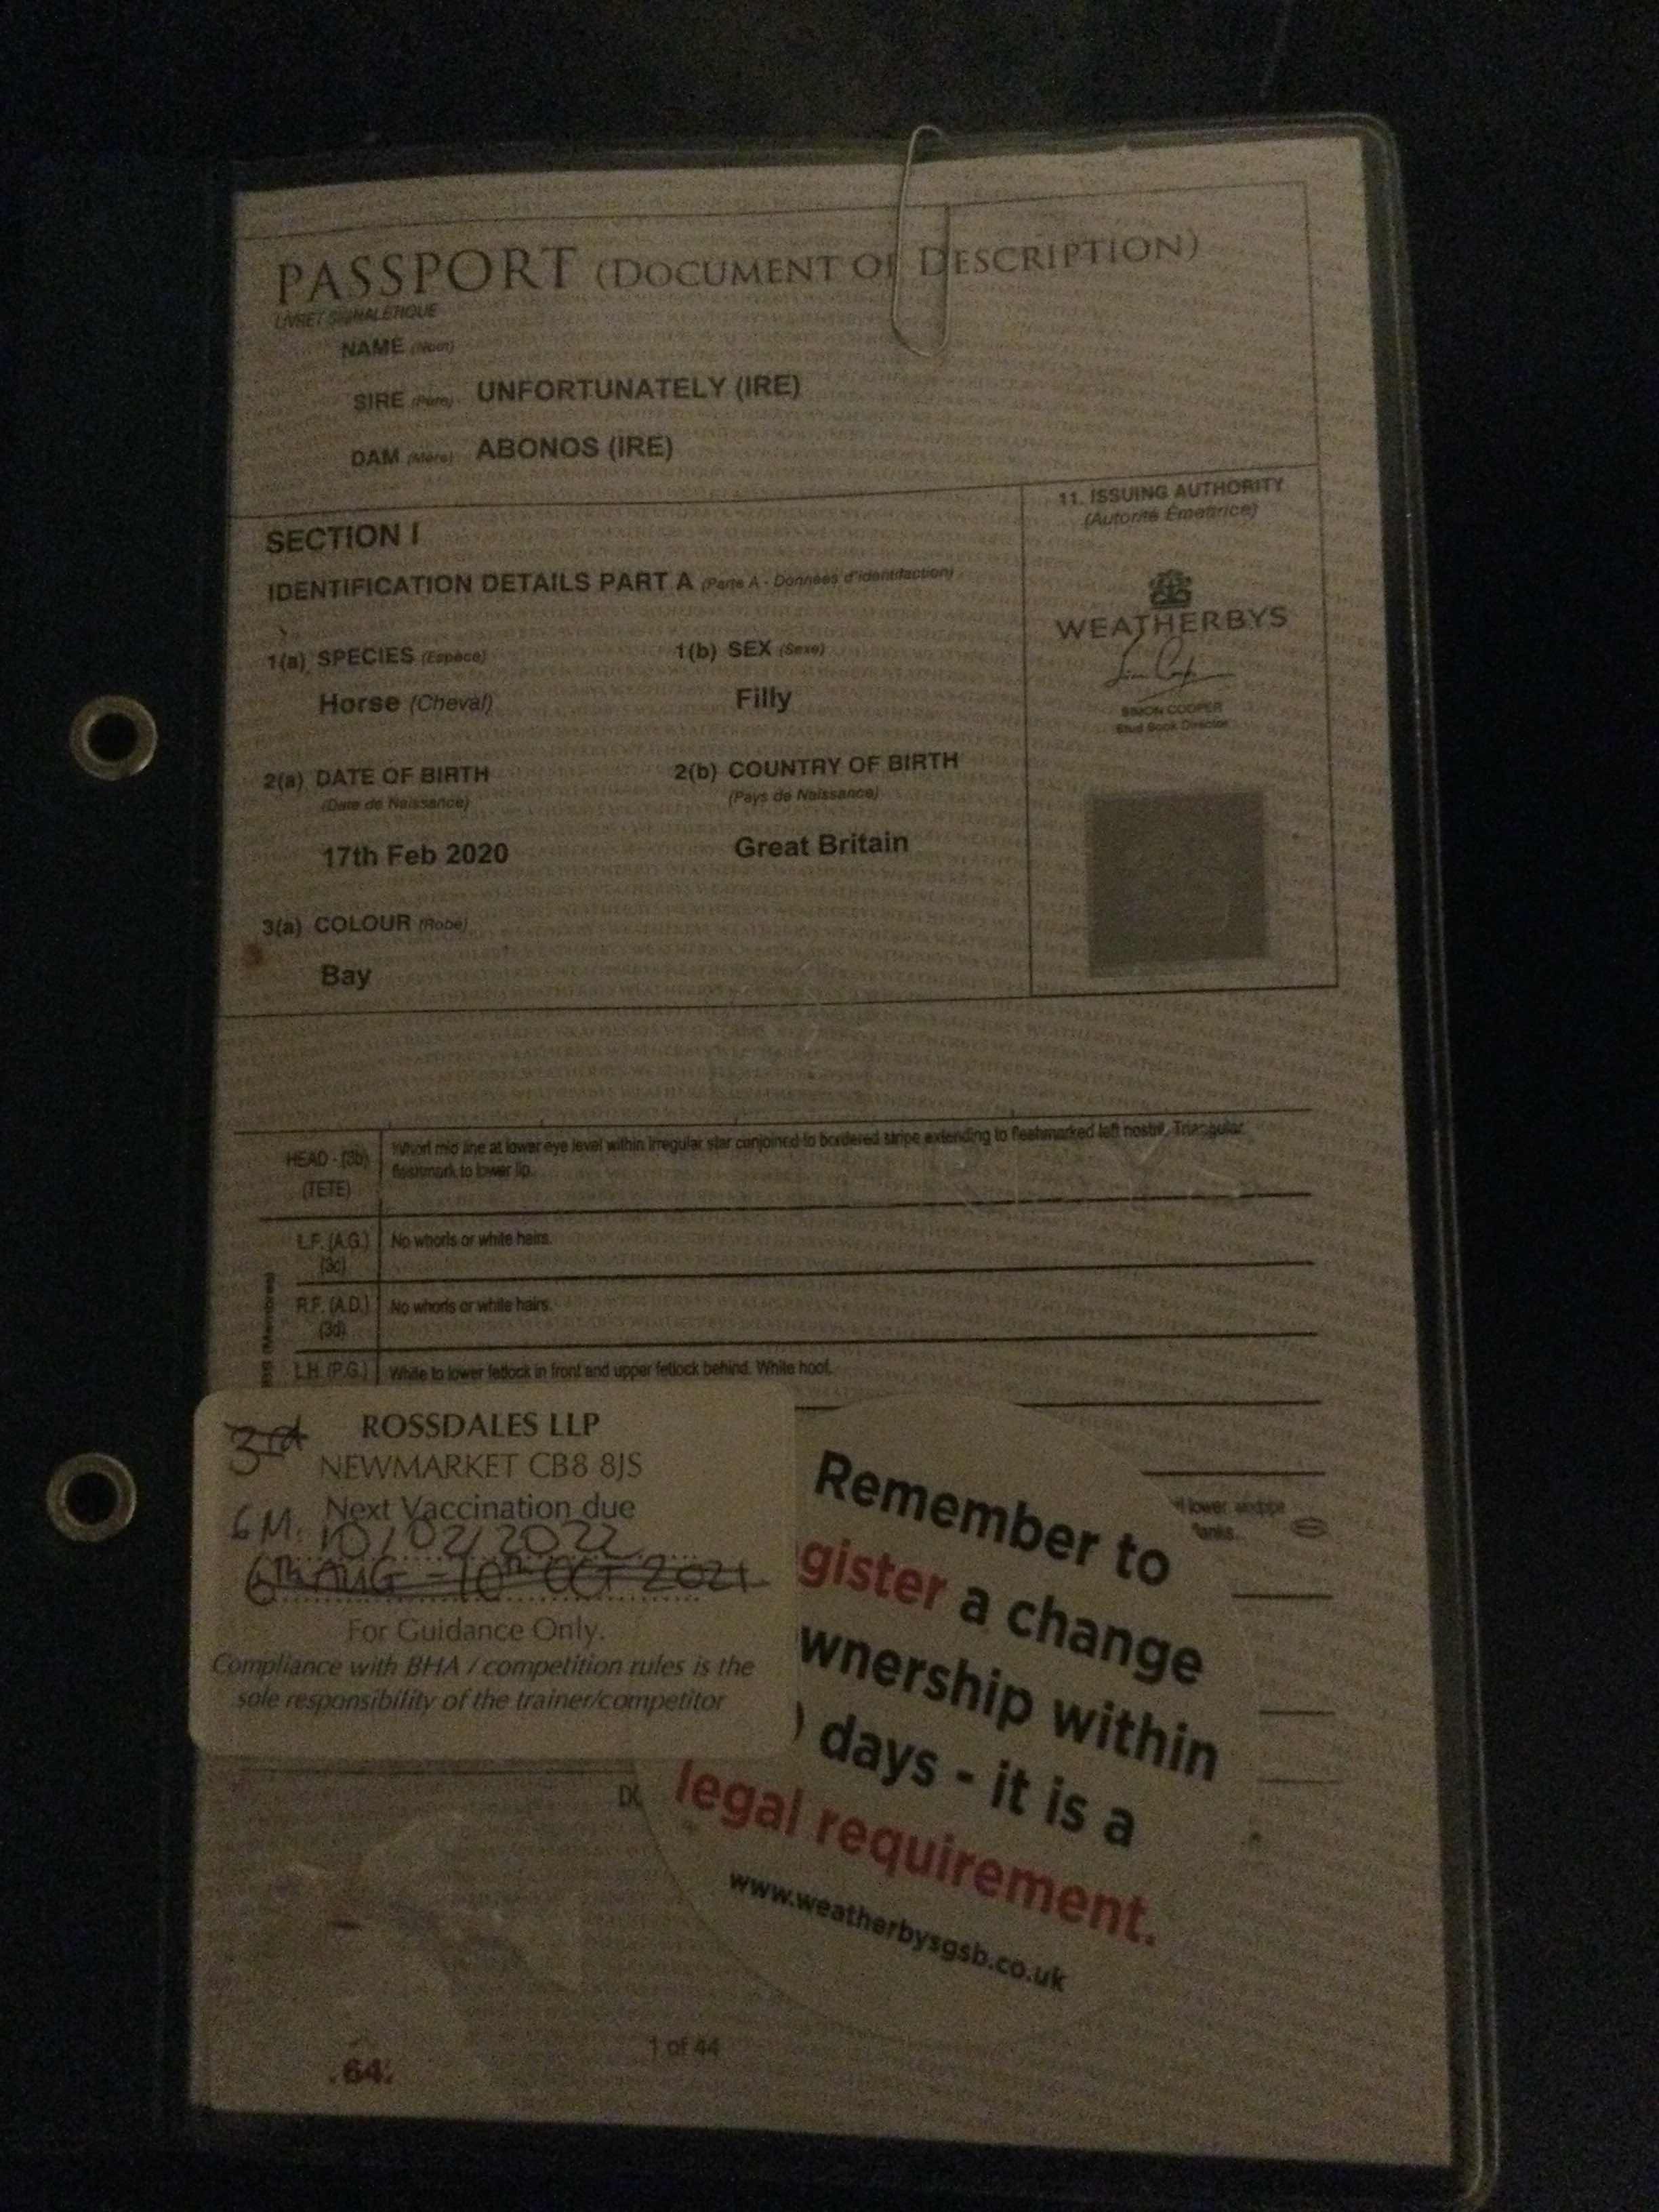 PASSPORT (DOCUMENT OF DESCRIPTION)
LIVRET SIGNALÉTIQUE
NAME (Nom)
SIRE (Père) UNFORTUNATELY (IRE)
DAM (Mère) ABONOS (IRE)
11. ISSUING AUTHORITY
(Autorité Émettrice)
WEATHERBYS
SIMON COOPER
Stud Book Director
SECTION I
IDENTIFICATION DETAILS PART A (Parte A - Données d'identifaction)
1(a) SPECIES (Espèce) 1(b) SEX (Sexe)
Horse (Cheval) Filly
2(a) DATE OF BIRTH 2(b) COUNTRY OF BIRTH
(Date de Naissance) (Pays de Naissance)
17th Feb 2020 Great Britain
3(a) COLOUR (Robe)
Bay
HEAD - (3b) Whorl mid line at lower eye level within irregular star conjoined to bordered stripe extending to fleshmarked left nostril. Triangular
(TETE) fleshmark to lower lip.
L.F. (A.G.) No whorls or white hairs.
(3c)
R.F. (A.D.) No whorls or white hairs.
(3d)
L.H. (P.G.) White to lower fetlock in front and upper fetlock behind. White hoof.
3rd ROSSDALES LLP
NEWMARKET CB8 8JS
Next Vaccination due
6M. 10/02/2022
6TH AUG - 10TH OCT 2021
For Guidance Only.
Compliance with BHA / competition rules is the
sole responsibility of the trainer/competitor
Remember to
gister a change
wnership within
days - it is a
legal requirement.
www.weatherbysgsb.co.uk
lower
flanks.
1 of 44
.64.